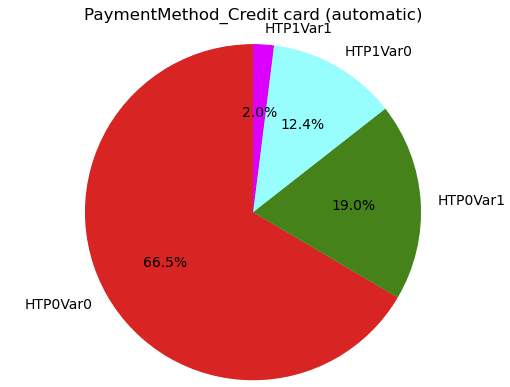 PaymentMethod_Credit card (automatic)
HTP1Var1
HTP1Var0
2.0%
12.4%
HTP0Var1
19.0%
66.5%
HTP0Var0